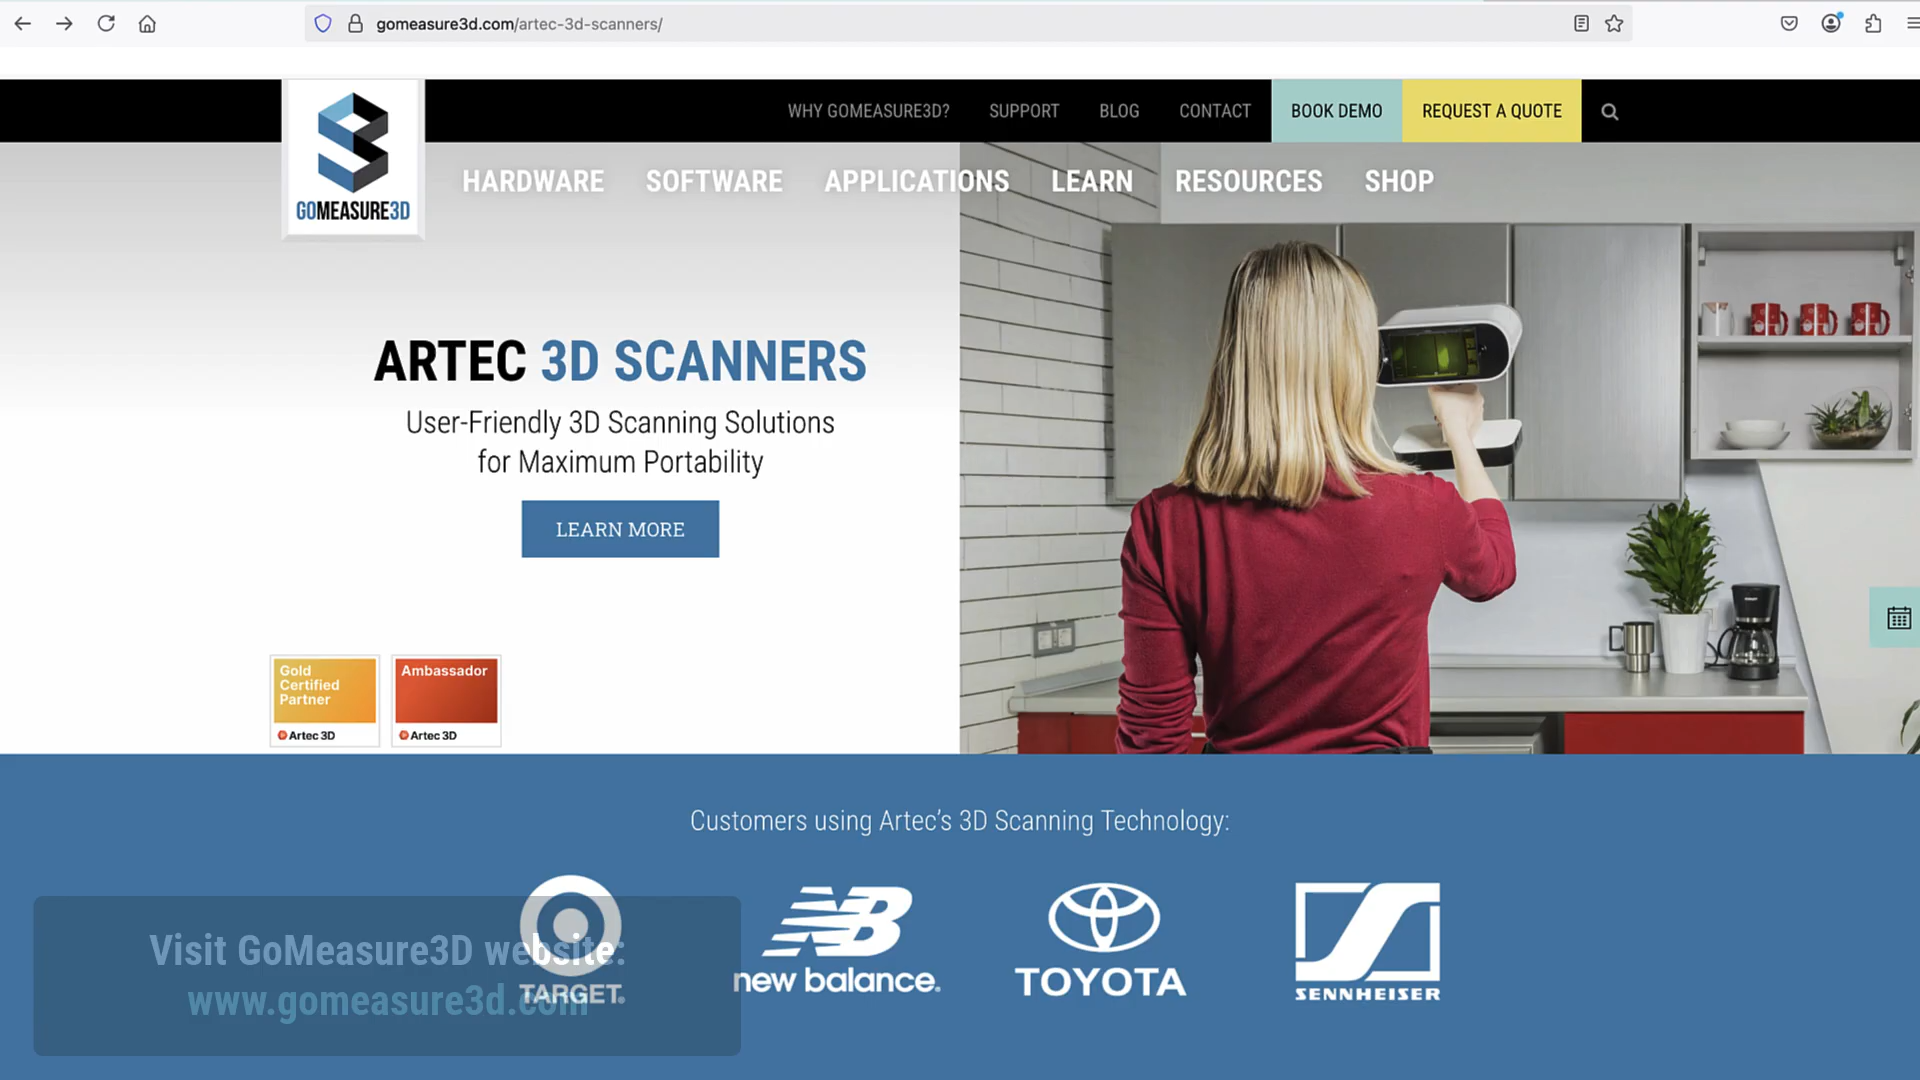 gomeasure3d.com/artec-3d-scanners/
WHY GOMEASURE3D?
SUPPORT
BLOG
CONTACT
BOOK DEMO
REQUEST A QUOTE
GOMEASURE3D
HARDWARE
SOFTWARE
APPLICATIONS
LEARN
RESOURCES
SHOP
ARTEC 3D SCANNERS
User-Friendly 3D Scanning Solutions
for Maximum Portability
LEARN MORE
Gold
Certified
Partner
Artec 3D
Ambassador
Artec 3D
Customers using Artec's 3D Scanning Technology:
TARGET.
new balance.
TOYOTA
SENNHEISER
Visit GoMeasure3D website:
www.gomeasure3d.com